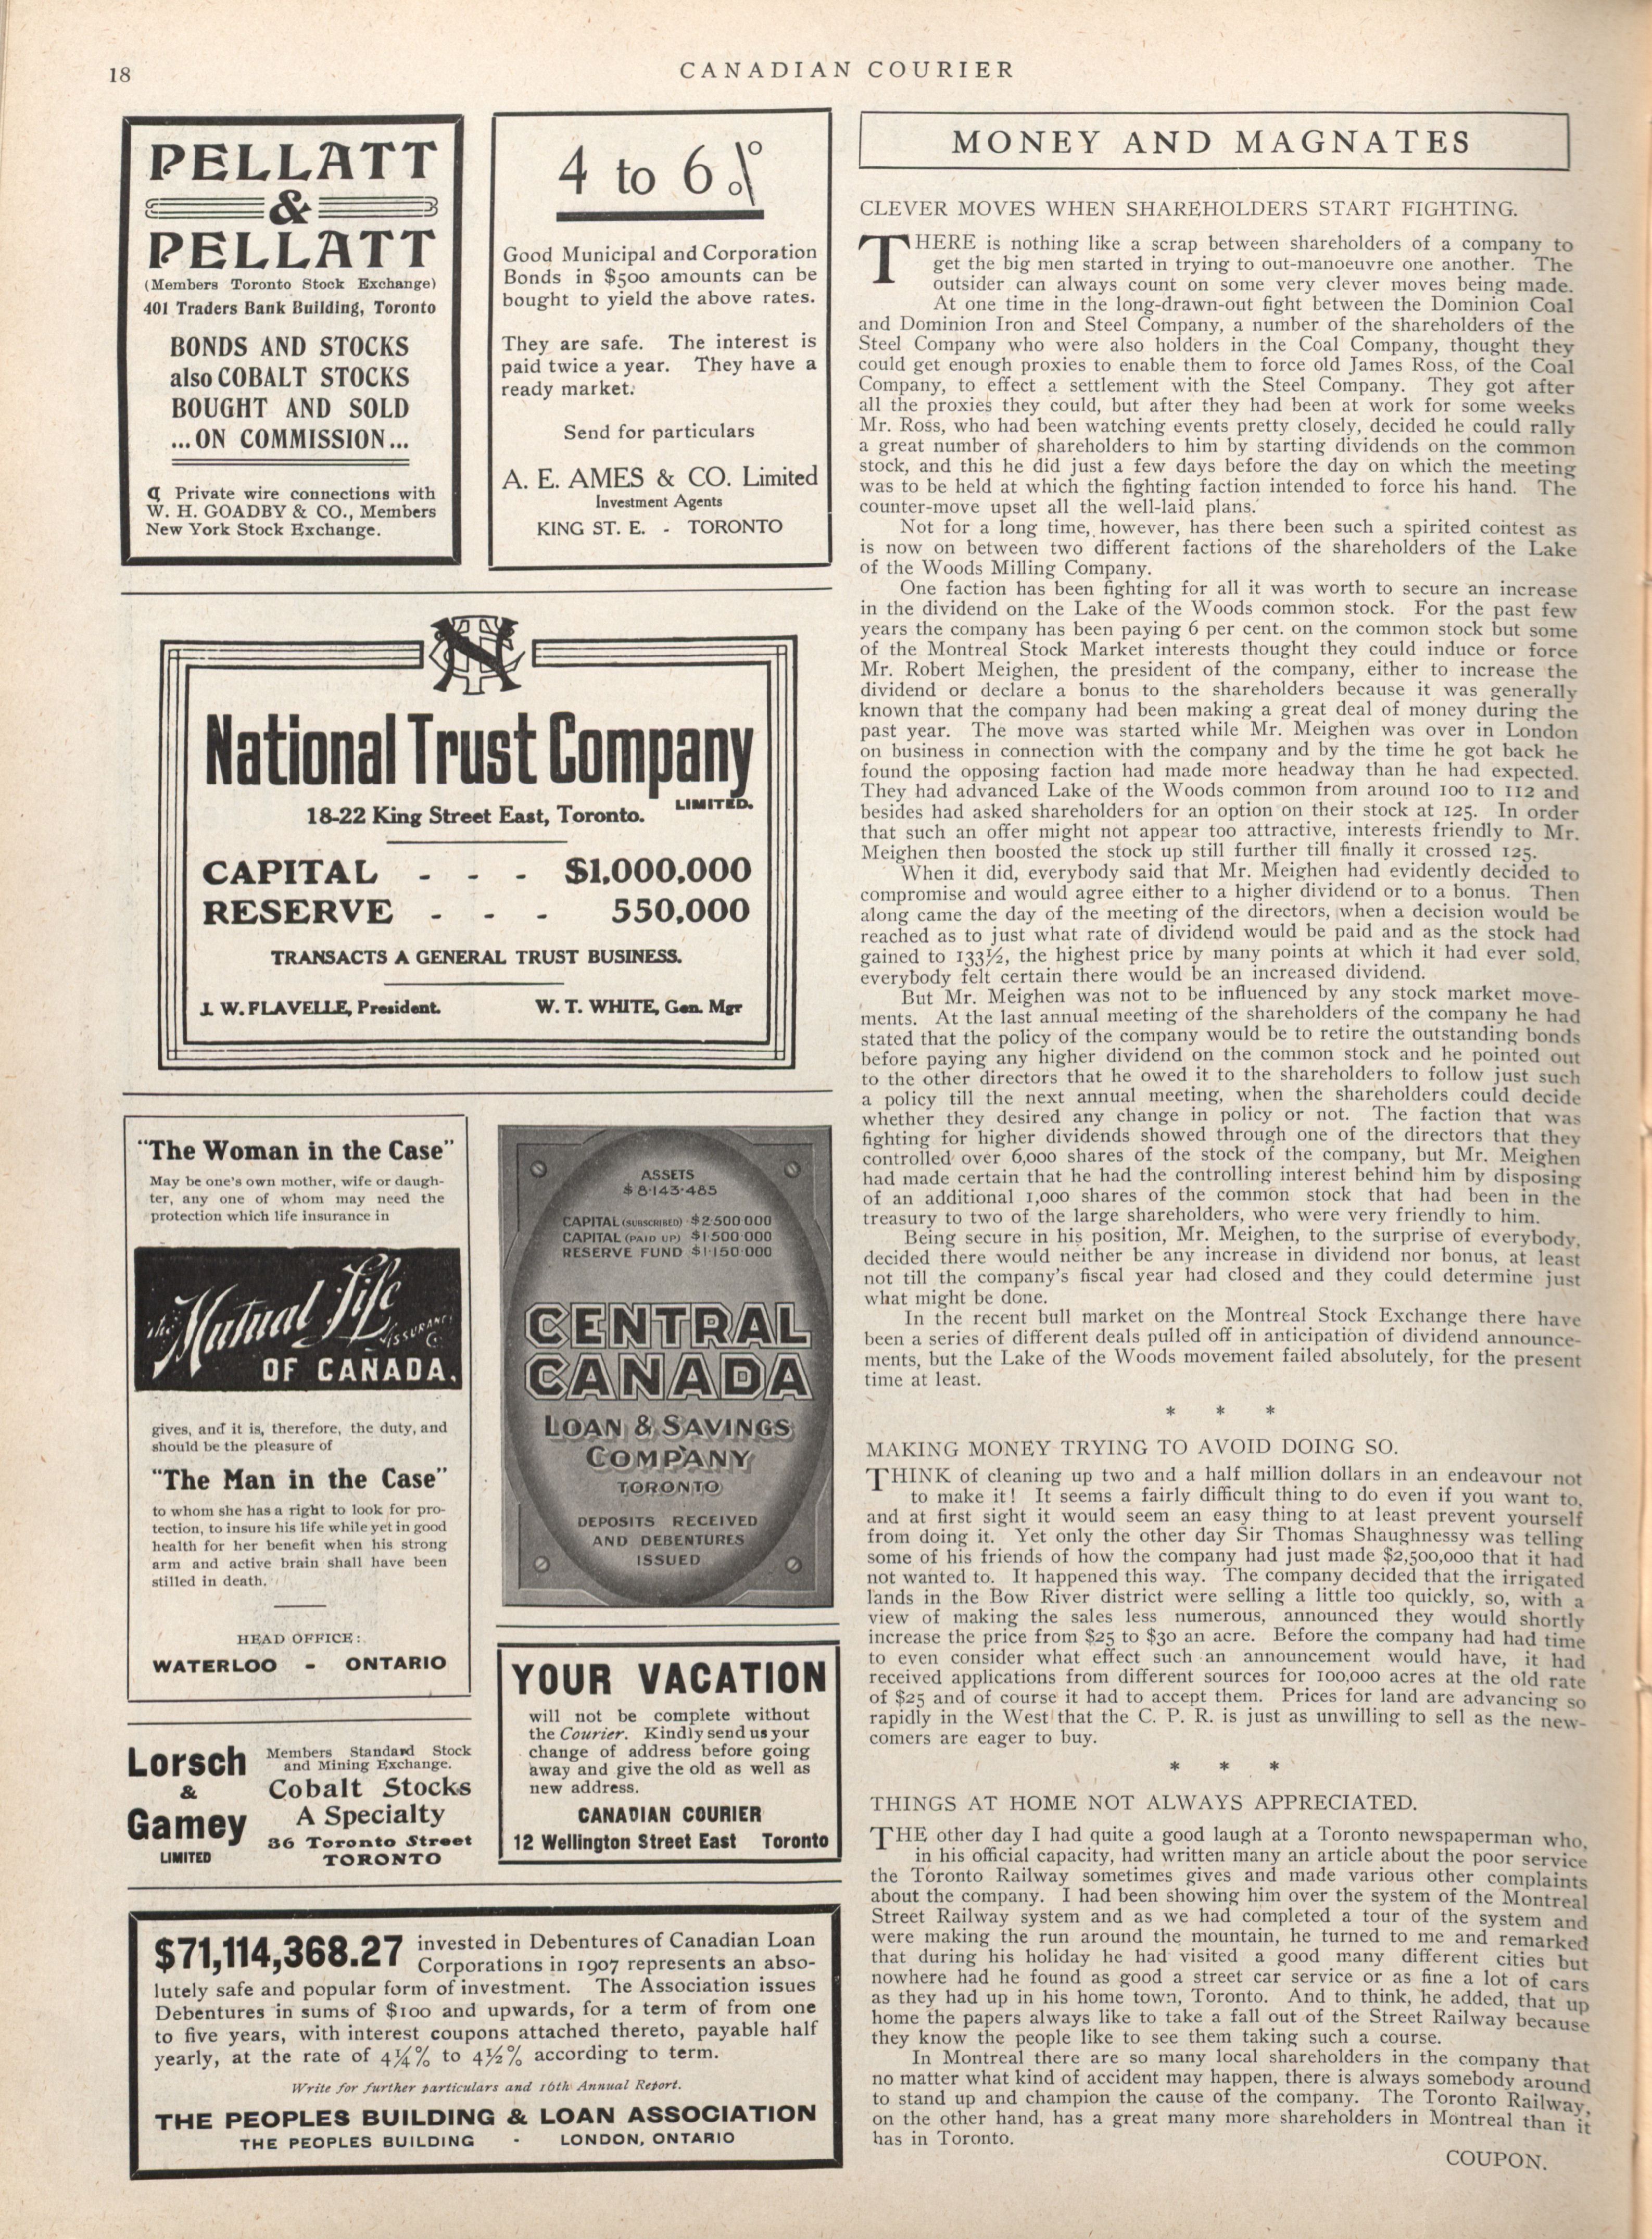 18
CANADIAN COURIER
PELLATT
&
PELLATT
(Members Toronto Stock Exchange)
401 Traders Bank Building, Toronto
BONDS AND STOCKS
also COBALT STOCKS
BOUGHT AND SOLD
...ON COMMISSION...
¶ Private wire connections with
W. H. GOADBY & CO., Members
New York Stock Exchange.
4 to 6%
Good Municipal and Corporation
Bonds in $500 amounts can be
bought to yield the above rates.
They are safe. The interest is
paid twice a year. They have a
ready market.
Send for particulars
A. E. AMES & CO. Limited
Investment Agents
KING ST. E. - TORONTO
National Trust Company
LIMITED.
18-22 King Street East, Toronto.
CAPITAL - - - $1,000,000
RESERVE - - - 550,000
TRANSACTS A GENERAL TRUST BUSINESS.
J. W. FLAVELLE, President. W. T. WHITE, Gen. Mgr
"The Woman in the Case"
May be one's own mother, wife or daugh-
ter, any one of whom may need the
protection which life insurance in
The Mutual Life
ASSURANCE
Co.
OF CANADA.
gives, and it is, therefore, the duty, and
should be the pleasure of
"The Man in the Case"
to whom she has a right to look for pro-
tection, to insure his life while yet in good
health for her benefit when his strong
arm and active brain shall have been
stilled in death.
HEAD OFFICE:
WATERLOO - ONTARIO
ASSETS
$8·143·485
CAPITAL (SUBSCRIBED) $2·500·000
CAPITAL (PAID UP) $1·500·000
RESERVE FUND $1·150·000
CENTRAL
CANADA
LOAN & SAVINGS
COMPANY
TORONTO
DEPOSITS RECEIVED
AND DEBENTURES
ISSUED
Lorsch
&
Gamey
LIMITED
Members Standard Stock
and Mining Exchange.
Cobalt Stocks
A Specialty
36 Toronto Street
TORONTO
YOUR VACATION
will not be complete without
the Courier. Kindly send us your
change of address before going
away and give the old as well as
new address.
CANADIAN COURIER
12 Wellington Street East Toronto
$71,114,368.27 invested in Debentures of Canadian Loan
Corporations in 1907 represents an abso-
lutely safe and popular form of investment. The Association issues
Debentures in sums of $100 and upwards, for a term of from one
to five years, with interest coupons attached thereto, payable half
yearly, at the rate of 4¼% to 4½% according to term.
Write for further particulars and 16th Annual Report.
THE PEOPLES BUILDING & LOAN ASSOCIATION
THE PEOPLES BUILDING - LONDON, ONTARIO
MONEY AND MAGNATES
CLEVER MOVES WHEN SHAREHOLDERS START FIGHTING.
THERE is nothing like a scrap between shareholders of a company to
get the big men started in trying to out-manoeuvre one another. The
outsider can always count on some very clever moves being made.
At one time in the long-drawn-out fight between the Dominion Coal
and Dominion Iron and Steel Company, a number of the shareholders of the
Steel Company who were also holders in the Coal Company, thought they
could get enough proxies to enable them to force old James Ross, of the Coal
Company, to effect a settlement with the Steel Company. They got after
all the proxies they could, but after they had been at work for some weeks
Mr. Ross, who had been watching events pretty closely, decided he could rally
a great number of shareholders to him by starting dividends on the common
stock, and this he did just a few days before the day on which the meeting
was to be held at which the fighting faction intended to force his hand. The
counter-move upset all the well-laid plans.
Not for a long time, however, has there been such a spirited contest as
is now on between two different factions of the shareholders of the Lake
of the Woods Milling Company.
One faction has been fighting for all it was worth to secure an increase
in the dividend on the Lake of the Woods common stock. For the past few
years the company has been paying 6 per cent. on the common stock but some
of the Montreal Stock Market interests thought they could induce or force
Mr. Robert Meighen, the president of the company, either to increase the
dividend or declare a bonus to the shareholders because it was generally
known that the company had been making a great deal of money during the
past year. The move was started while Mr. Meighen was over in London
on business in connection with the company and by the time he got back he
found the opposing faction had made more headway than he had expected.
They had advanced Lake of the Woods common from around 100 to 112 and
besides had asked shareholders for an option on their stock at 125. In order
that such an offer might not appear too attractive, interests friendly to Mr.
Meighen then boosted the stock up still further till finally it crossed 125.
When it did, everybody said that Mr. Meighen had evidently decided to
compromise and would agree either to a higher dividend or to a bonus. Then
along came the day of the meeting of the directors, when a decision would be
reached as to just what rate of dividend would be paid and as the stock had
gained to 133½, the highest price by many points at which it had ever sold,
everybody felt certain there would be an increased dividend.
But Mr. Meighen was not to be influenced by any stock market move-
ments. At the last annual meeting of the shareholders of the company he had
stated that the policy of the company would be to retire the outstanding bonds
before paying any higher dividend on the common stock and he pointed out
to the other directors that he owed it to the shareholders to follow just such
a policy till the next annual meeting, when the shareholders could decide
whether they desired any change in policy or not. The faction that was
fighting for higher dividends showed through one of the directors that they
controlled over 6,000 shares of the stock of the company, but Mr. Meighen
had made certain that he had the controlling interest behind him by disposing
of an additional 1,000 shares of the common stock that had been in the
treasury to two of the large shareholders, who were very friendly to him.
Being secure in his position, Mr. Meighen, to the surprise of everybody,
decided there would neither be any increase in dividend nor bonus, at least
not till the company's fiscal year had closed and they could determine just
what might be done.
In the recent bull market on the Montreal Stock Exchange there have
been a series of different deals pulled off in anticipation of dividend announce-
ments, but the Lake of the Woods movement failed absolutely, for the present
time at least.
* * *
MAKING MONEY TRYING TO AVOID DOING SO.
THINK of cleaning up two and a half million dollars in an endeavour not
to make it! It seems a fairly difficult thing to do even if you want to,
and at first sight it would seem an easy thing to at least prevent yourself
from doing it. Yet only the other day Sir Thomas Shaughnessy was telling
some of his friends of how the company had just made $2,500,000 that it had
not wanted to. It happened this way. The company decided that the irrigated
lands in the Bow River district were selling a little too quickly, so, with a
view of making the sales less numerous, announced they would shortly
increase the price from $25 to $30 an acre. Before the company had had time
to even consider what effect such an announcement would have, it had
received applications from different sources for 100,000 acres at the old rate
of $25 and of course it had to accept them. Prices for land are advancing so
rapidly in the West that the C. P. R. is just as unwilling to sell as the new-
comers are eager to buy.
* * *
THINGS AT HOME NOT ALWAYS APPRECIATED.
THE other day I had quite a good laugh at a Toronto newspaperman who,
in his official capacity, had written many an article about the poor service
the Toronto Railway sometimes gives and made various other complaints
about the company. I had been showing him over the system of the Montreal
Street Railway system and as we had completed a tour of the system and
were making the run around the mountain, he turned to me and remarked
that during his holiday he had visited a good many different cities but
nowhere had he found as good a street car service or as fine a lot of cars
as they had up in his home town, Toronto. And to think, he added, that up
home the papers always like to take a fall out of the Street Railway because
they know the people like to see them taking such a course.
In Montreal there are so many local shareholders in the company that
no matter what kind of accident may happen, there is always somebody around
to stand up and champion the cause of the company. The Toronto Railway,
on the other hand, has a great many more shareholders in Montreal than it
has in Toronto.
COUPON.